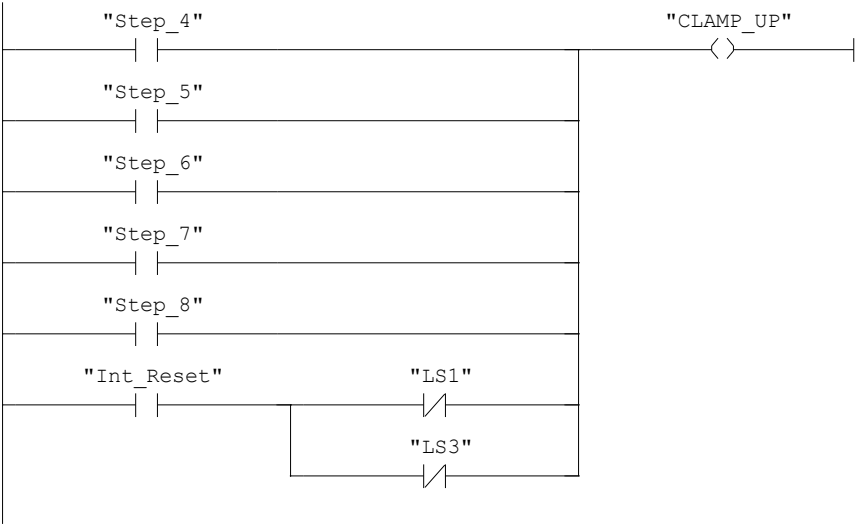 "Step_4" "CLAMP_UP"
"Step_5"
"Step_6"
"Step_7"
"Step_8"
"Int_Reset" "LS1"
"LS3"